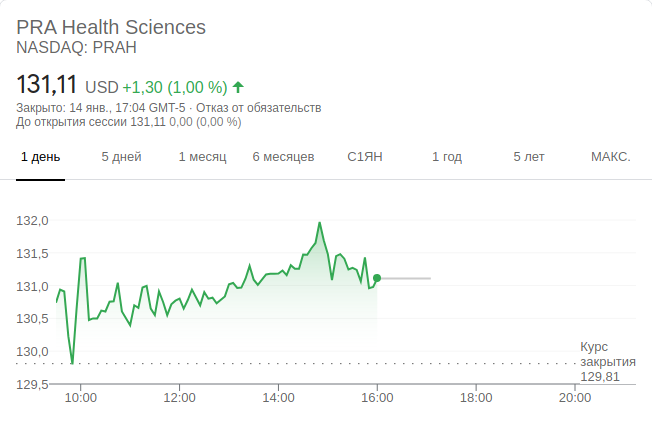 PRA Health Sciences
NASDAQ: PRAH
131,11 USD +1,30 (1,00 %)
Закрыто: 14 янв., 17:04 GMT-5 · Отказ от обязательств
До открытия сессии 131,11 0,00 (0,00 %)
1 день 5 дней 1 месяц 6 месяцев С1ЯН 1 год 5 лет МАКС.
132,0
131,5
131,0
130,5
130,0
129,5
Курс
закрытия
129,81
10:00 12:00 14:00 16:00 18:00 20:00